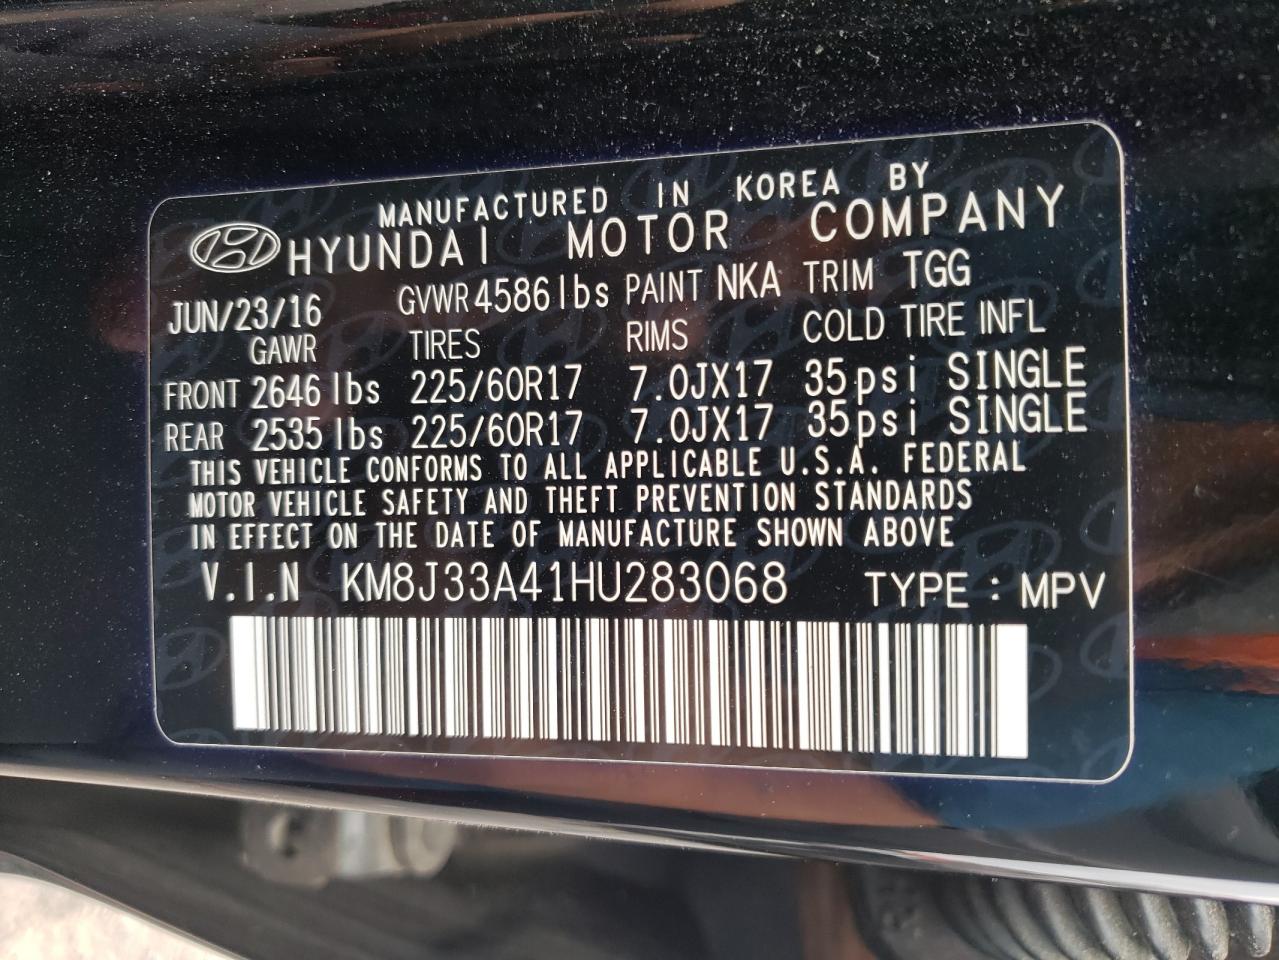 MANUFACTURED IN KOREA BY
HYUNDAI MOTOR COMPANY
JUN/23/16 GVWR 4586 lbs PAINT NKA TRIM TGG
GAWR TIRES RIMS COLD TIRE INFL
FRONT 2646 lbs 225/60R17 7.0JX17 35psi SINGLE
REAR 2535 lbs 225/60R17 7.0JX17 35psi SINGLE
THIS VEHICLE CONFORMS TO ALL APPLICABLE U.S.A. FEDERAL
MOTOR VEHICLE SAFETY AND THEFT PREVENTION STANDARDS
IN EFFECT ON THE DATE OF MANUFACTURE SHOWN ABOVE
V.I.N KM8J33A41HU283068 TYPE : MPV